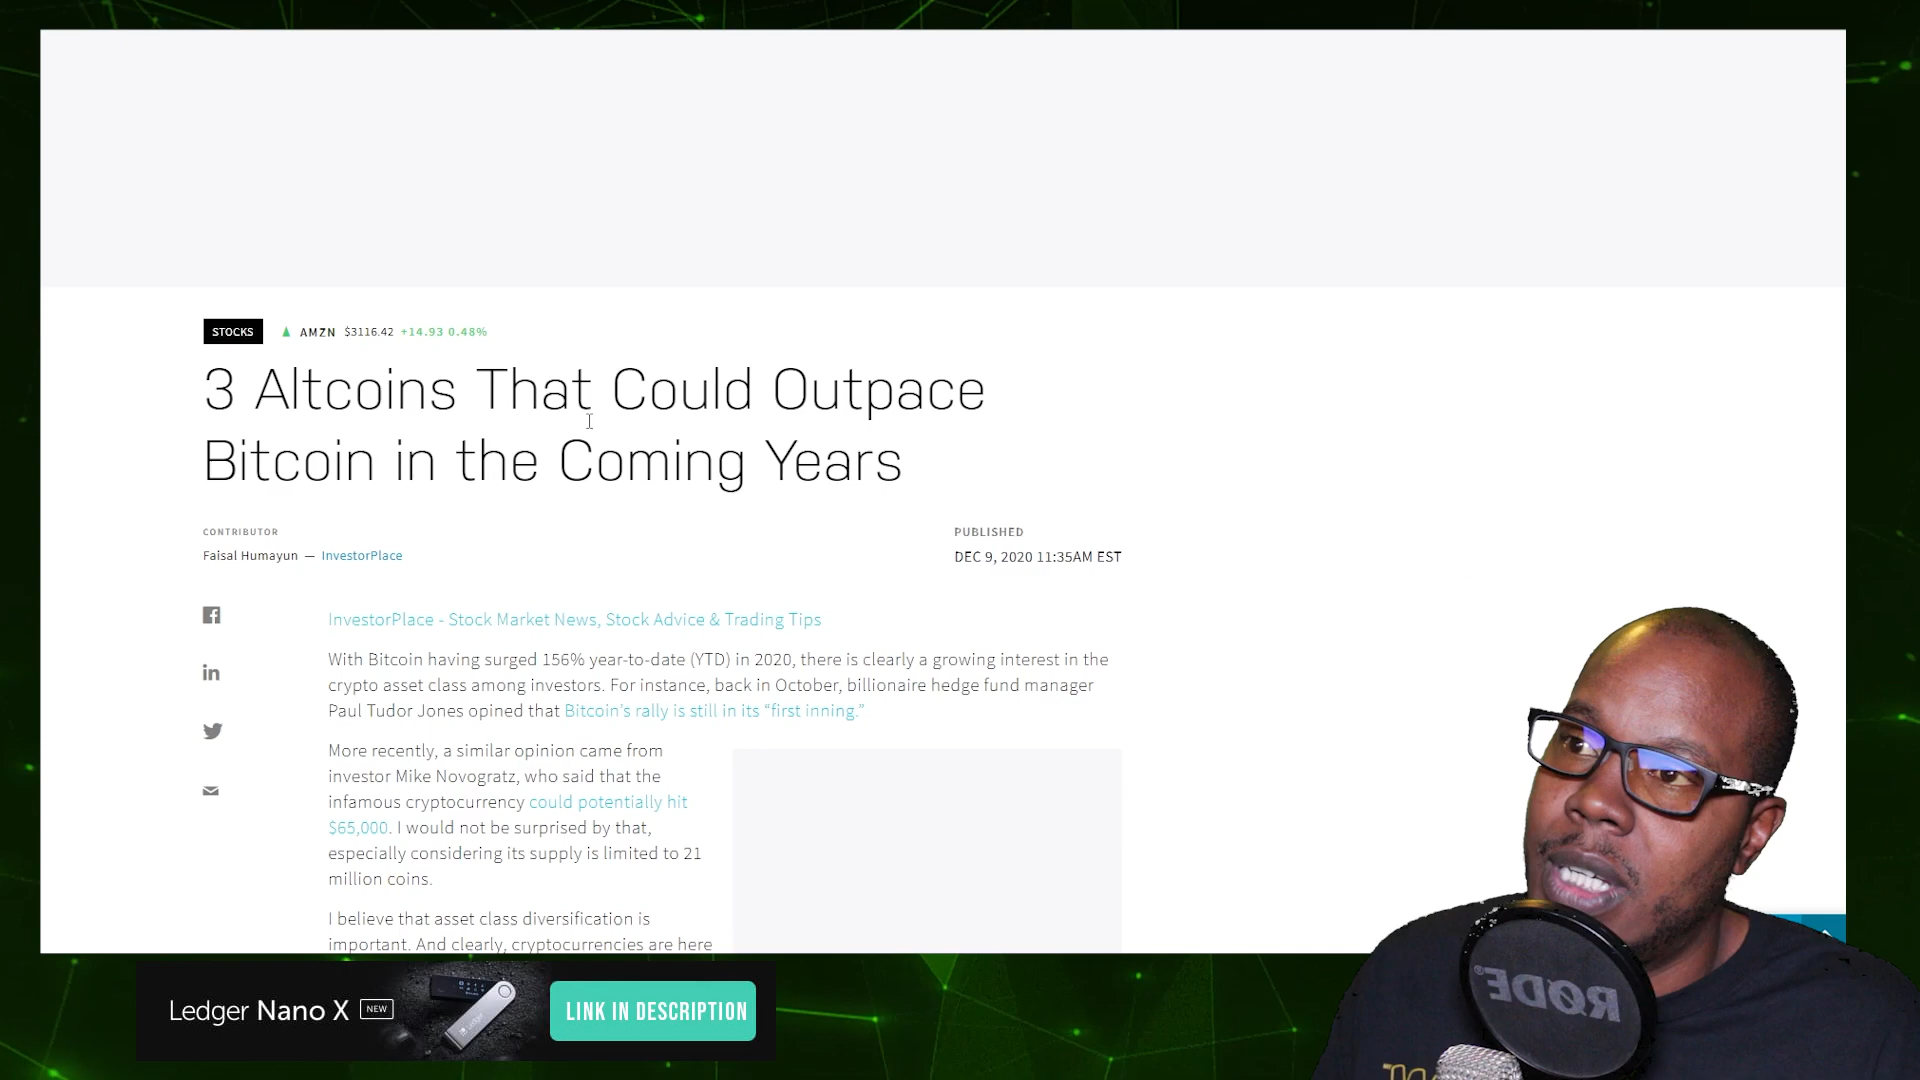 STOCKS AMZN $3116.42 +14.93 0.48%
3 Altcoins That Could Outpace
Bitcoin in the Coming Years
CONTRIBUTOR
Faisal Humayun — InvestorPlace
PUBLISHED
DEC 9, 2020 11:35AM EST
InvestorPlace - Stock Market News, Stock Advice & Trading Tips
With Bitcoin having surged 156% year-to-date (YTD) in 2020, there is clearly a growing interest in the
crypto asset class among investors. For instance, back in October, billionaire hedge fund manager
Paul Tudor Jones opined that Bitcoin’s rally is still in its “first inning.”
More recently, a similar opinion came from
investor Mike Novogratz, who said that the
infamous cryptocurrency could potentially hit
$65,000. I would not be surprised by that,
especially considering its supply is limited to 21
million coins.
I believe that asset class diversification is
important. And clearly, cryptocurrencies are here
Ledger Nano X NEW
LINK IN DESCRIPTION
RØDE®